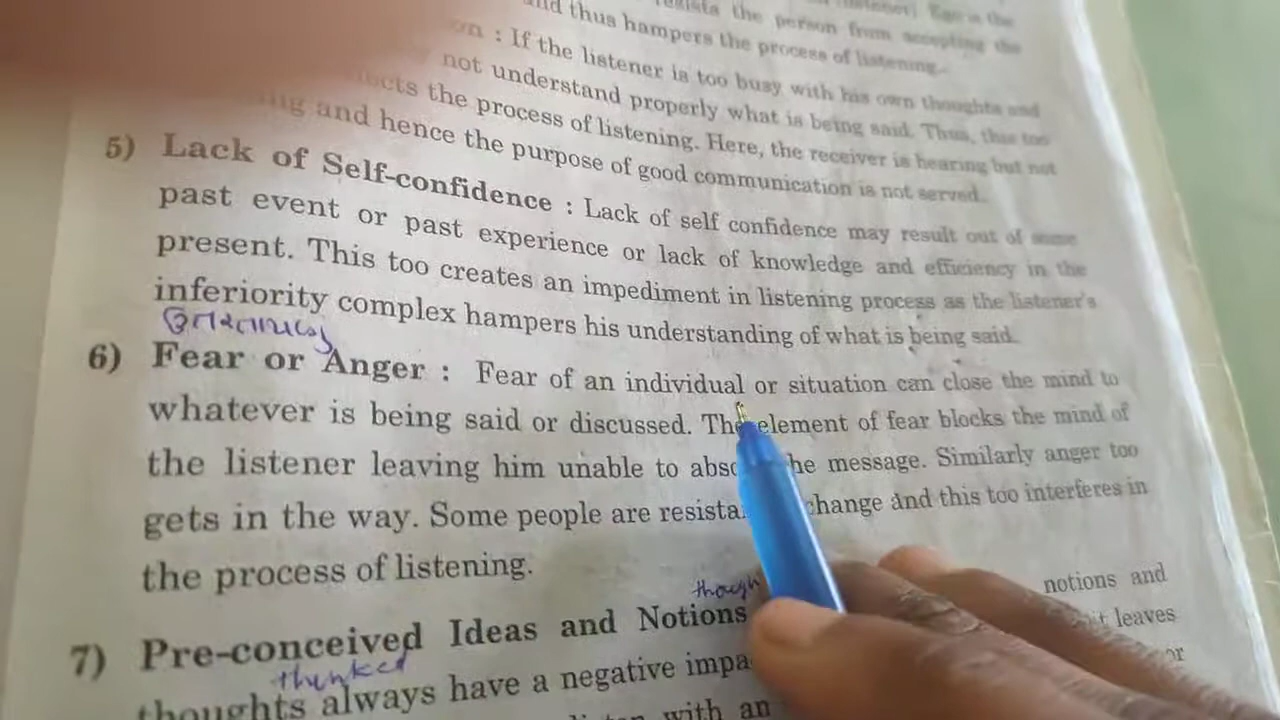 and thus hampers the process of listening.
: If the listener is too busy with his own thoughts and
not understand properly what is being said. Thus, this too
the process of listening. Here, the receiver is hearing but not
and hence the purpose of good communication is not served.
5) Lack of Self-confidence : Lack of self confidence may result out of some
past event or past experience or lack of knowledge and efficiency in the
present. This too creates an impediment in listening process as the listener's
inferiority complex hampers his understanding of what is being said.
6) Fear or Anger : Fear of an individual or situation can close the mind to
whatever is being said or discussed. The element of fear blocks the mind of
the listener leaving him unable to he message. Similarly anger too
gets in the way. Some people are change and this too interferes in
the process of listening.
though
7) Pre-conceived Ideas and Notions notions and
thinked it leaves
thoughts always have a negative or
with an